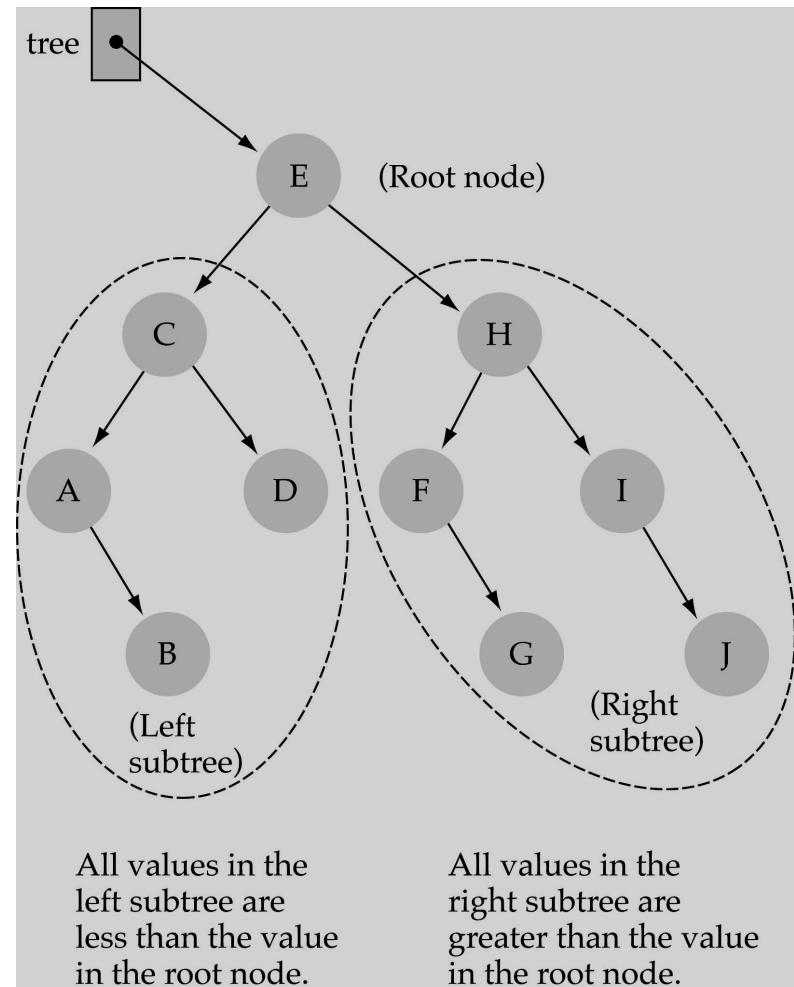 tree
E
(Root node)
C
H
A
D
F
I
B
G
J
(Left
subtree)
(Right
subtree)
All values in the
left subtree are
less than the value
in the root node.
All values in the
right subtree are
greater than the value
in the root node.